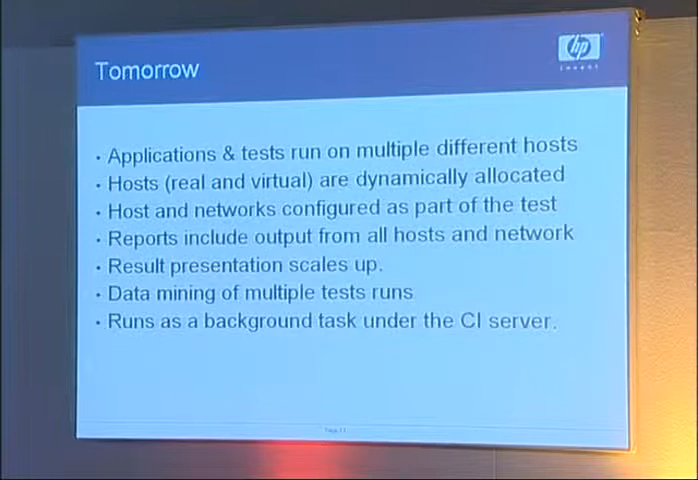 Tomorrow
hp
invent
• Applications & tests run on multiple different hosts
• Hosts (real and virtual) are dynamically allocated
• Host and networks configured as part of the test
• Reports include output from all hosts and network
• Result presentation scales up.
• Data mining of multiple tests runs
• Runs as a background task under the CI server.